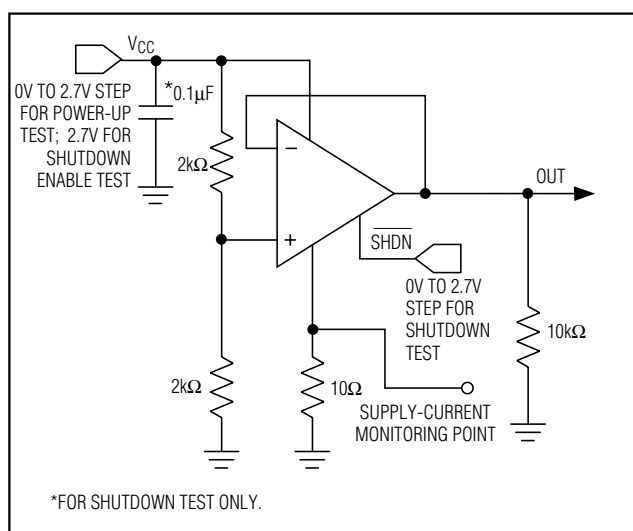 VCC
0V TO 2.7V STEP
FOR POWER-UP
TEST; 2.7V FOR
SHUTDOWN
ENABLE TEST
*0.1µF
2kΩ
2kΩ
−
+
10Ω
SHDN
0V TO 2.7V
STEP FOR
SHUTDOWN
TEST
SUPPLY-CURRENT
MONITORING POINT
OUT
10kΩ
*FOR SHUTDOWN TEST ONLY.